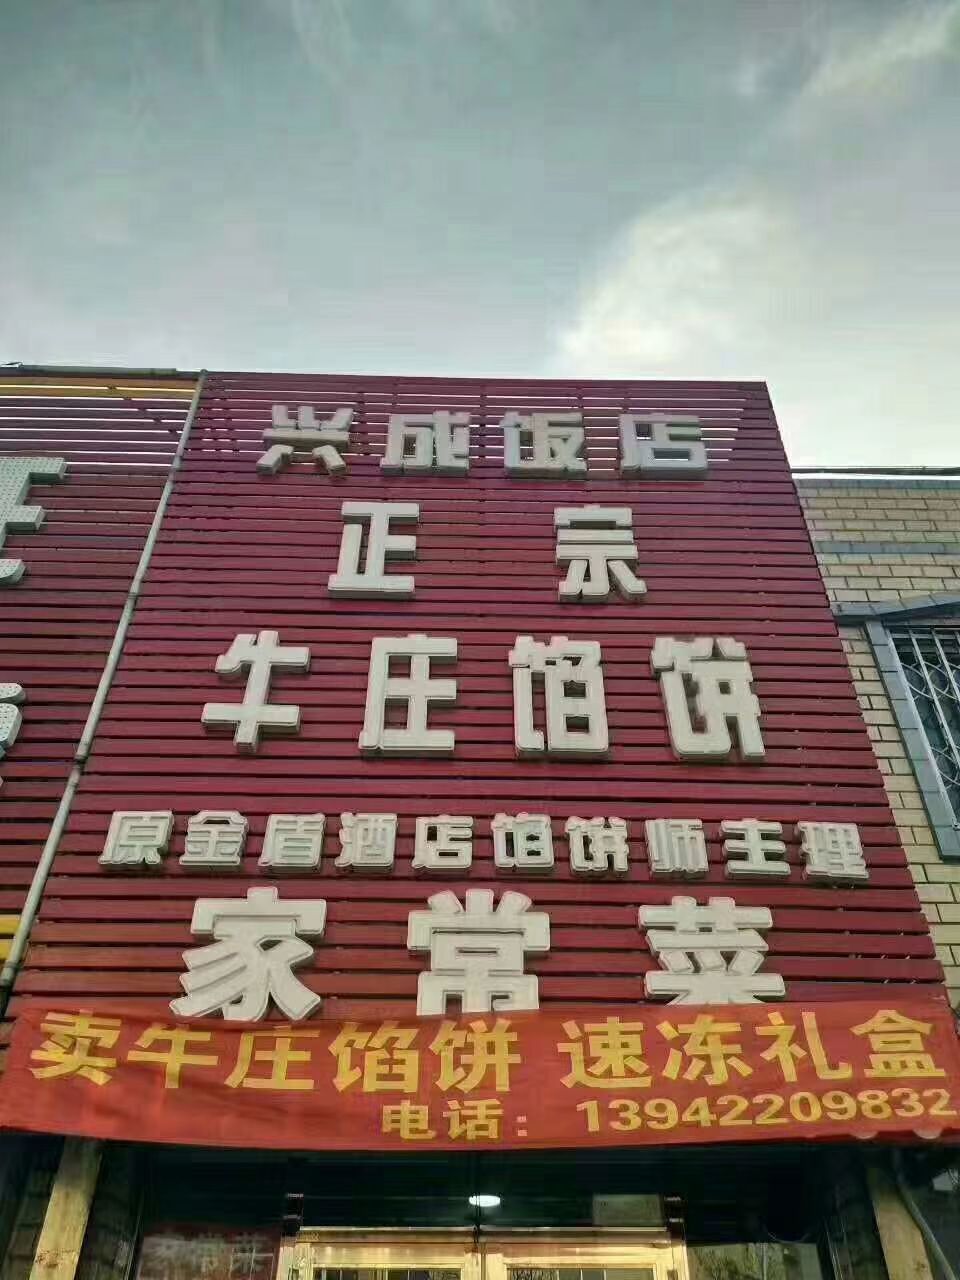 兴成饭店
正宗
牛庄馅饼
原金盾酒店馅饼师主理
家常菜
卖牛庄馅饼 速冻礼盒
电话：13942209832